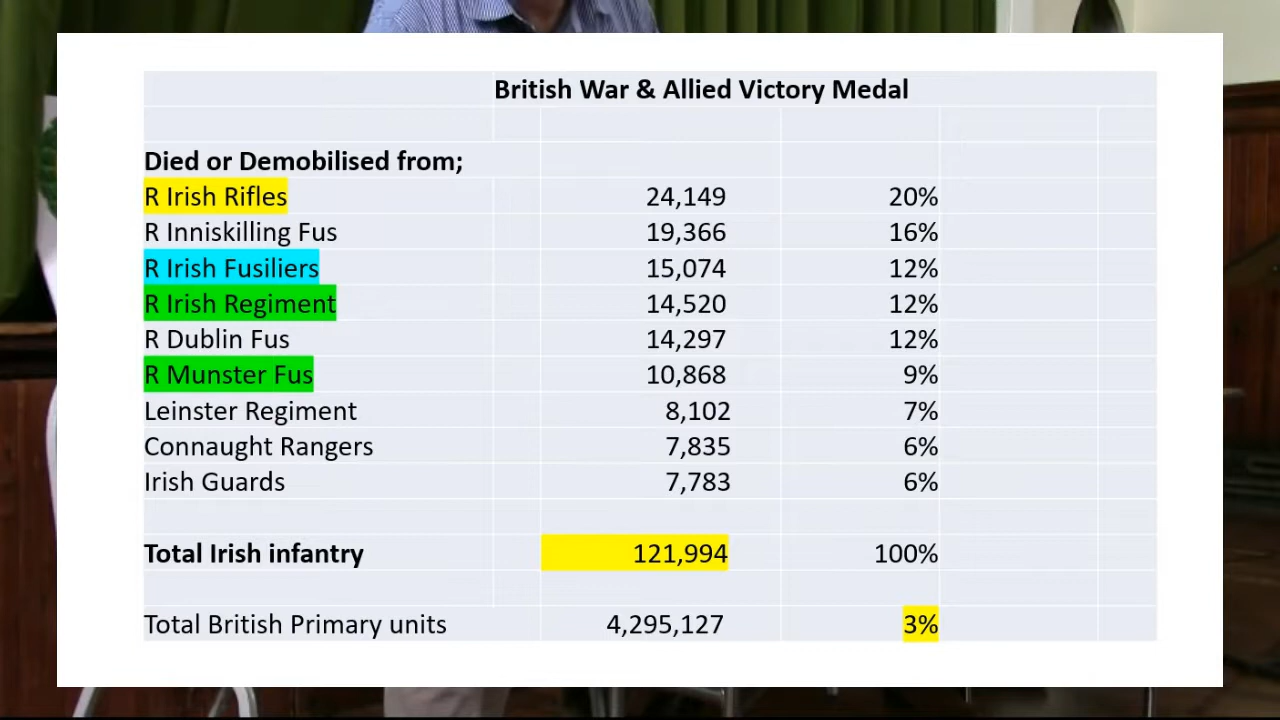 British War & Allied Victory Medal
Died or Demobilised from;
R Irish Rifles 24,149 20%
R Inniskilling Fus 19,366 16%
R Irish Fusiliers 15,074 12%
R Irish Regiment 14,520 12%
R Dublin Fus 14,297 12%
R Munster Fus 10,868 9%
Leinster Regiment 8,102 7%
Connaught Rangers 7,835 6%
Irish Guards 7,783 6%
Total Irish infantry 121,994 100%
Total British Primary units 4,295,127 3%